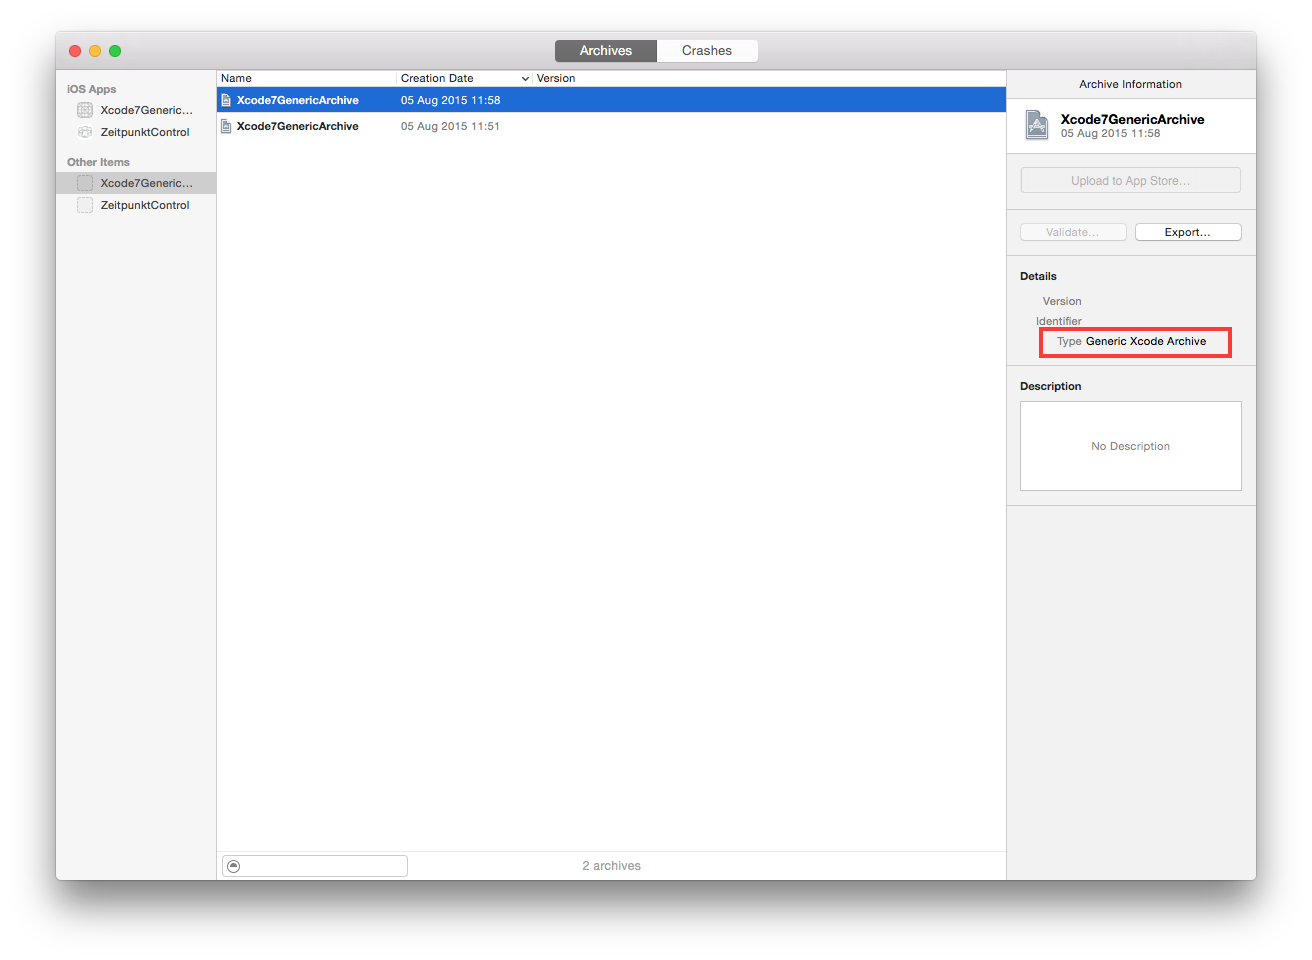 Archives
Crashes
iOS Apps
Xcode7Generic...
ZeitpunktControl
Other Items
Xcode7Generic...
ZeitpunktControl
Name
Creation Date
Version
Xcode7GenericArchive
05 Aug 2015 11:58
Xcode7GenericArchive
05 Aug 2015 11:51
2 archives
Archive Information
Xcode7GenericArchive
05 Aug 2015 11:58
Upload to App Store...
Validate...
Export...
Details
Version
Identifier
Type Generic Xcode Archive
Description
No Description